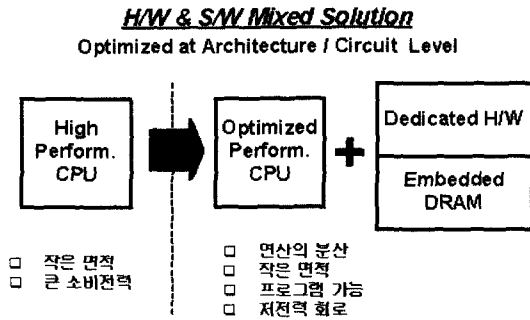 H/W & S/W Mixed Solution
Optimized at Architecture / Circuit Level
High
Perform.
CPU
Optimized
Perform.
CPU
+
Dedicated H/W
Embedded
DRAM
□ 작은 면적
□ 큰 소비전력
□ 연산의 분산
□ 작은 면적
□ 프로그램 가능
□ 저전력 회로